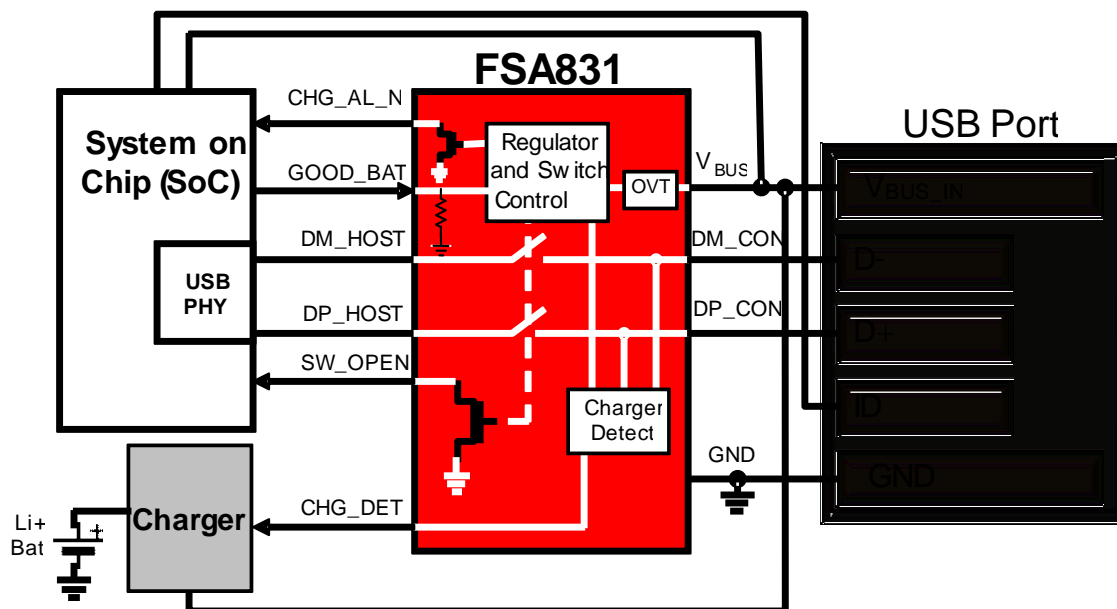 FSA831
USB Port
System on
Chip (SoC)
USB
PHY
CHG_AL_N
GOOD_BAT
DM_HOST
DP_HOST
SW_OPEN
CHG_DET
Regulator
and Switch
Control
OVT
Charger
Detect
VBUS
DM_CON
DP_CON
GND
VBUS_IN
D-
D+
ID
GND
Charger
Li+
Bat
+